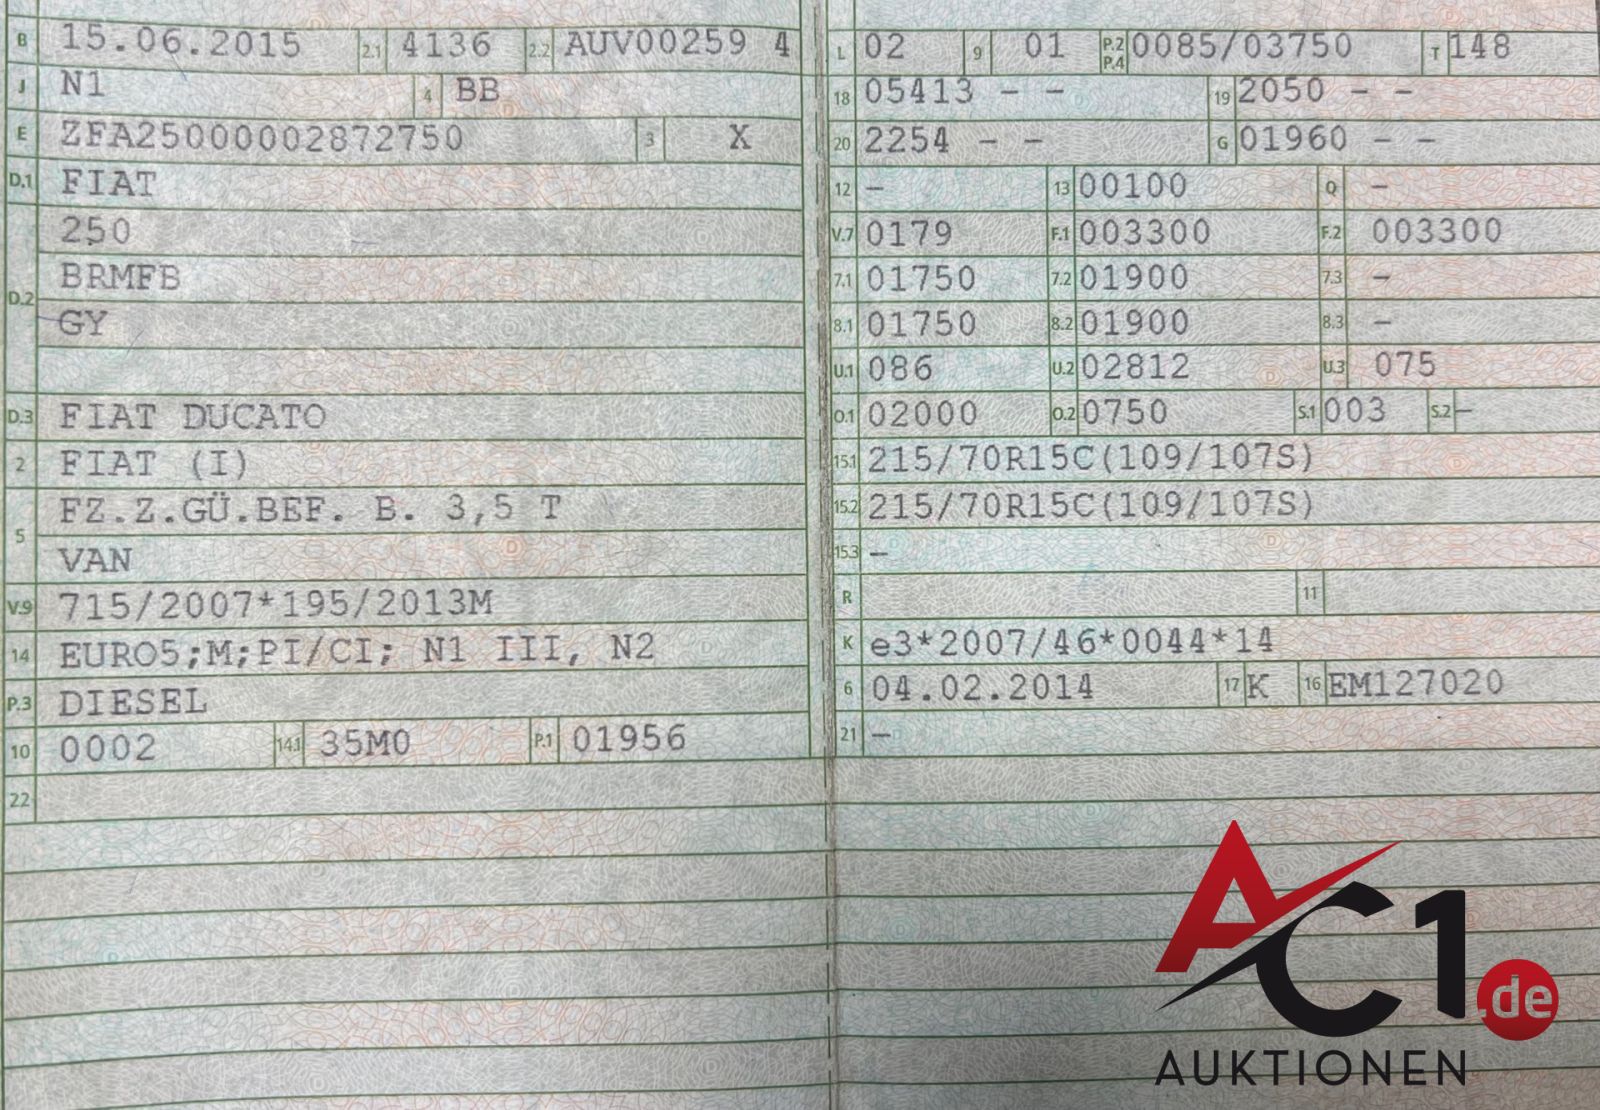 B 15.06.2015 2.1 4136 2.2 AUV00259 4
J N1 4 BB
E ZFA25000002872750 3 X
D.1 FIAT
D.2 250
BRMFB
GY
D.3 FIAT DUCATO
2 FIAT (I)
5 FZ.Z.GÜ.BEF. B. 3,5 T
VAN
V.9 715/2007*195/2013M
14 EURO5;M;PI/CI; N1 III, N2
P.3 DIESEL
10 0002 14.1 35M0 P.1 01956
22
L 02 9 01 P.2 P.4 0085/03750 T 148
18 05413 - - 19 2050 - -
20 2254 - - G 01960 - -
12 - 13 00100 Q -
V.7 0179 F.1 003300 F.2 003300
7.1 01750 7.2 01900 7.3 -
8.1 01750 8.2 01900 8.3 -
U.1 086 U.2 02812 U.3 075
O.1 02000 O.2 0750 S.1 003 S.2 -
15.1 215/70R15C(109/107S)
15.2 215/70R15C(109/107S)
15.3 -
R 11
K e3*2007/46*0044*14
6 04.02.2014 17 K 16 EM127020
21 -
AC1.de
AUKTIONEN